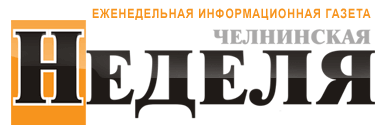 ЕЖЕНЕДЕЛЬНАЯ ИНФОРМАЦИОННАЯ ГАЗЕТА
ЧЕЛНИНСКАЯ
НЕДЕЛЯ